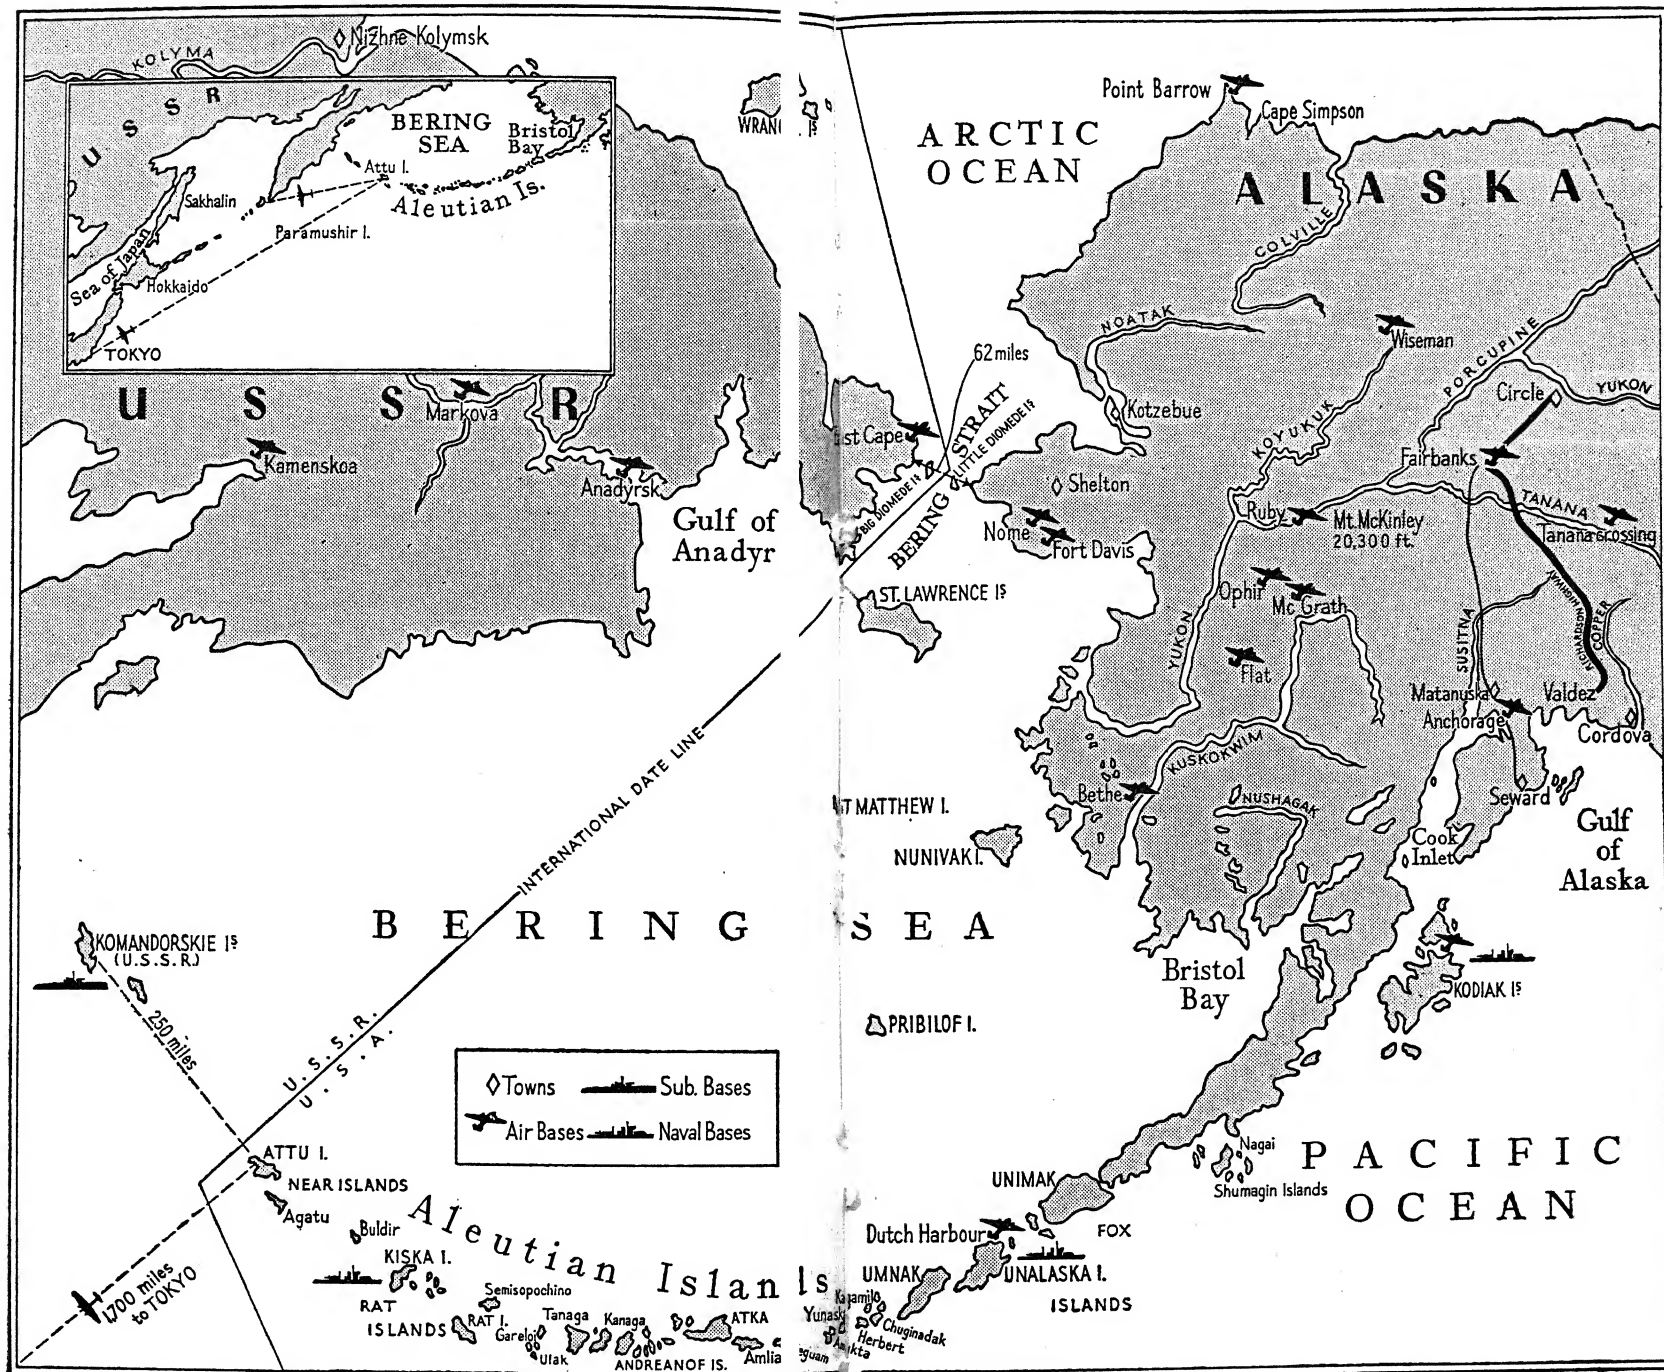 KOLYMA
Nizhne Kolymsk
U S S R
BERING
SEA
Bristol
Bay
Attu I.
Aleutian Is.
Sakhalin
Paramushir I.
Sea of Japan
Hokkaido
TOKYO
U S S R
Markova
Kamenskoa
Anadyrsk
Gulf of
Anadyr
ARCTIC
OCEAN
Point Barrow
Cape Simpson
ALASKA
COLVILLE
NOATAK
62 miles
Wiseman
PORCUPINE
Circle
YUKON
Kotzebue
KOYUKUK
Fairbanks
Cape
BERING STRAIT
BIG DIOMEDE Is
LITTLE DIOMEDE Is
Shelton
Ruby
Mt. McKinley
20,300 ft.
TANANA
Tanana crossing
Nome
Fort Davis
ST. LAWRENCE Is
Ophir
Mc Grath
YUKON
Flat
SUSITNA
RICHARDSON HIGHWAY
COPPER
Matanuska
Valdez
Anchorage
Cordova
KUSKOKWIM
Bethel
NUSHAGAK
Seward
MATTHEW I.
NUNIVAK I.
Cook
Inlet
Gulf
of
Alaska
INTERNATIONAL DATE LINE
BERING SEA
KOMANDORSKIE Is
(U.S.S.R.)
250 miles
Bristol
Bay
KODIAK Is
PRIBILOF I.
U.S.S.R.
U.S.A.
Towns
Sub. Bases
Air Bases
Naval Bases
ATTU I.
NEAR ISLANDS
Agatu
Buldir
KISKA I.
Aleutian Islands
RAT
ISLANDS
Semisopochino
RAT I.
Gareloi
Ulak
Tanaga
Kanaga
ATKA
Amlia
ANDREANOF IS.
1,700 miles
to TOKYO
Nagai
Shumagin Islands
PACIFIC
OCEAN
UNIMAK
FOX
Dutch Harbour
UNALASKA I.
UMNAK
ISLANDS
Chuginadak
Herbert